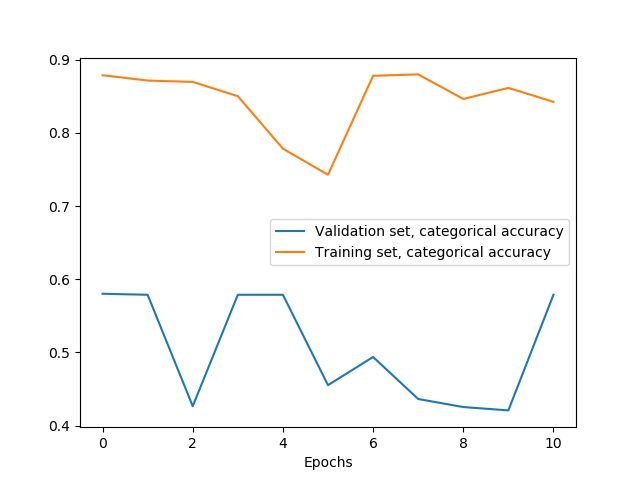 0.9
0.8
0.7
0.6
0.5
0.4
Validation set, categorical accuracy
Training set, categorical accuracy
0 2 4 6 8 10
Epochs